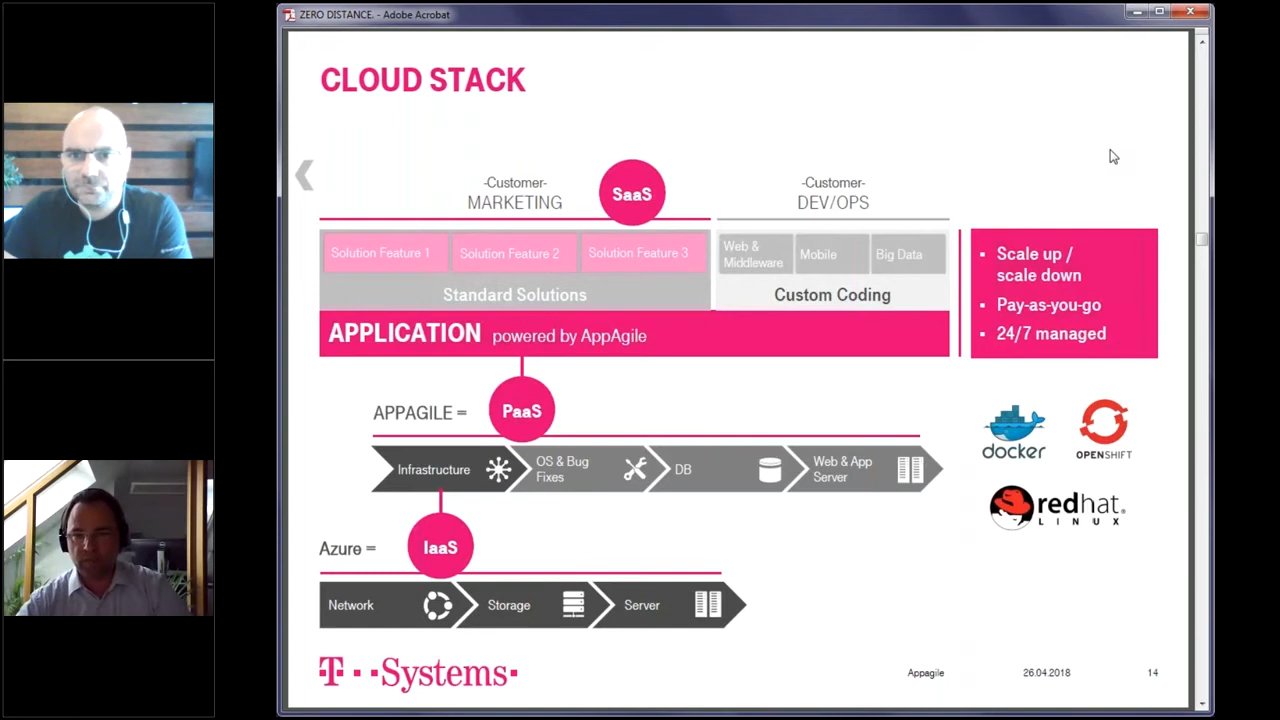 ZERO DISTANCE. - Adobe Acrobat
CLOUD STACK
-Customer-
MARKETING
SaaS
-Customer-
DEV/OPS
Solution Feature 1
Solution Feature 2
Solution Feature 3
Web &
Middleware
Mobile
Big Data
Standard Solutions
Custom Coding
APPLICATION powered by AppAgile
▪ Scale up /
scale down
▪ Pay-as-you-go
▪ 24/7 managed
APPAGILE =
PaaS
Infrastructure
OS & Bug
Fixes
DB
Web & App
Server
docker
OPENSHIFT
redhat®
LINUX
Azure =
IaaS
Network
Storage
Server
T··Systems·
Appagile
26.04.2018
14